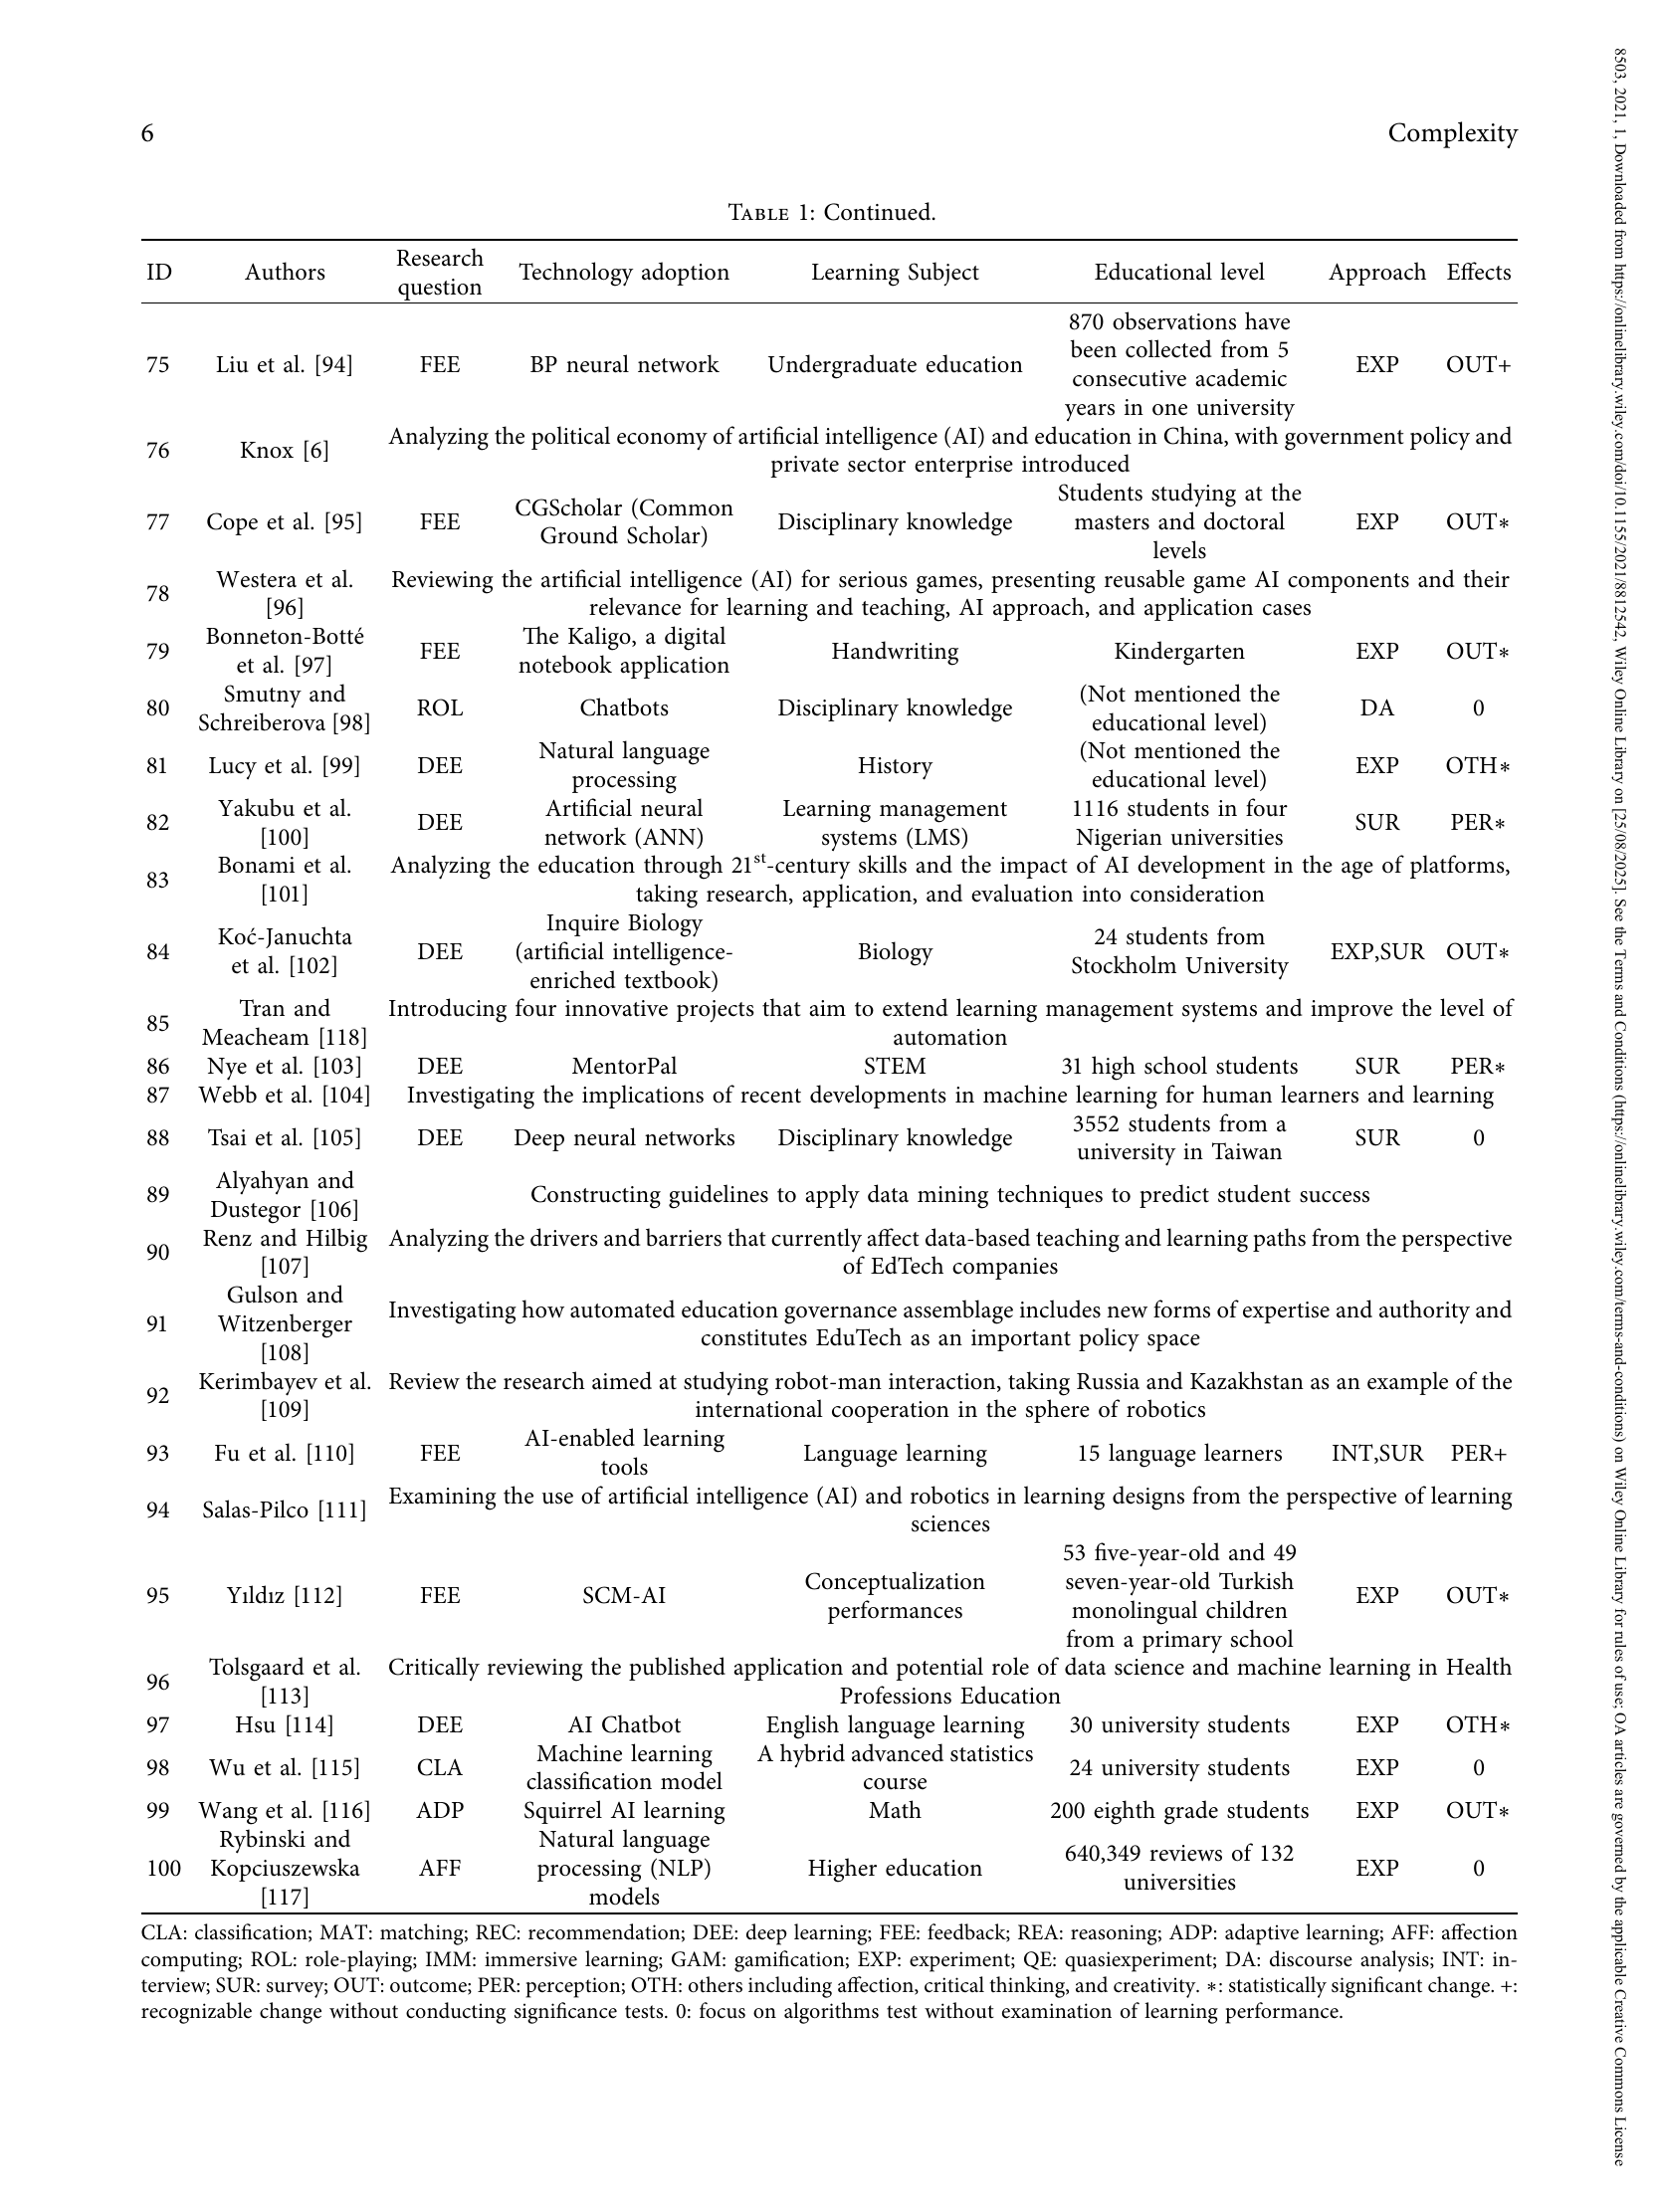 6
Complexity
TABLE 1: Continued.
ID Authors Research question Technology adoption Learning Subject Educational level Approach Effects
75 Liu et al. [94] FEE BP neural network Undergraduate education 870 observations have been collected from 5 consecutive academic years in one university EXP OUT+
76 Knox [6] Analyzing the political economy of artificial intelligence (AI) and education in China, with government policy and private sector enterprise introduced
77 Cope et al. [95] FEE CGScholar (Common Ground Scholar) Disciplinary knowledge Students studying at the masters and doctoral levels EXP OUT∗
78 Westera et al. [96] Reviewing the artificial intelligence (AI) for serious games, presenting reusable game AI components and their relevance for learning and teaching, AI approach, and application cases
79 Bonneton-Botté et al. [97] FEE The Kaligo, a digital notebook application Handwriting Kindergarten EXP OUT∗
80 Smutny and Schreiberova [98] ROL Chatbots Disciplinary knowledge (Not mentioned the educational level) DA 0
81 Lucy et al. [99] DEE Natural language processing History (Not mentioned the educational level) EXP OTH∗
82 Yakubu et al. [100] DEE Artificial neural network (ANN) Learning management systems (LMS) 1116 students in four Nigerian universities SUR PER∗
83 Bonami et al. [101] Analyzing the education through 21st-century skills and the impact of AI development in the age of platforms, taking research, application, and evaluation into consideration
84 Koć-Januchta et al. [102] DEE Inquire Biology (artificial intelligence-enriched textbook) Biology 24 students from Stockholm University EXP,SUR OUT∗
85 Tran and Meacheam [118] Introducing four innovative projects that aim to extend learning management systems and improve the level of automation
86 Nye et al. [103] DEE MentorPal STEM 31 high school students SUR PER∗
87 Webb et al. [104] Investigating the implications of recent developments in machine learning for human learners and learning
88 Tsai et al. [105] DEE Deep neural networks Disciplinary knowledge 3552 students from a university in Taiwan SUR 0
89 Alyahyan and Dustegor [106] Constructing guidelines to apply data mining techniques to predict student success
90 Renz and Hilbig [107] Analyzing the drivers and barriers that currently affect data-based teaching and learning paths from the perspective of EdTech companies
91 Gulson and Witzenberger [108] Investigating how automated education governance assemblage includes new forms of expertise and authority and constitutes EduTech as an important policy space
92 Kerimbayev et al. [109] Review the research aimed at studying robot-man interaction, taking Russia and Kazakhstan as an example of the international cooperation in the sphere of robotics
93 Fu et al. [110] FEE AI-enabled learning tools Language learning 15 language learners INT,SUR PER+
94 Salas-Pilco [111] Examining the use of artificial intelligence (AI) and robotics in learning designs from the perspective of learning sciences
95 Yıldız [112] FEE SCM-AI Conceptualization performances 53 five-year-old and 49 seven-year-old Turkish monolingual children from a primary school EXP OUT∗
96 Tolsgaard et al. [113] Critically reviewing the published application and potential role of data science and machine learning in Health Professions Education
97 Hsu [114] DEE AI Chatbot English language learning 30 university students EXP OTH∗
98 Wu et al. [115] CLA Machine learning classification model A hybrid advanced statistics course 24 university students EXP 0
99 Wang et al. [116] ADP Squirrel AI learning Math 200 eighth grade students EXP OUT∗
100 Rybinski and Kopciuszewska [117] AFF Natural language processing (NLP) models Higher education 640,349 reviews of 132 universities EXP 0
CLA: classification; MAT: matching; REC: recommendation; DEE: deep learning; FEE: feedback; REA: reasoning; ADP: adaptive learning; AFF: affection
computing; ROL: role-playing; IMM: immersive learning; GAM: gamification; EXP: experiment; QE: quasiexperiment; DA: discourse analysis; INT: in-
terview; SUR: survey; OUT: outcome; PER: perception; OTH: others including affection, critical thinking, and creativity. ∗: statistically significant change. +:
recognizable change without conducting significance tests. 0: focus on algorithms test without examination of learning performance.
8503, 2021, 1, Downloaded from https://onlinelibrary.wiley.com/doi/10.1155/2021/8812542, Wiley Online Library on [25/08/2025]. See the Terms and Conditions (https://onlinelibrary.wiley.com/terms-and-conditions) on Wiley Online Library for rules of use; OA articles are governed by the applicable Creative Commons License